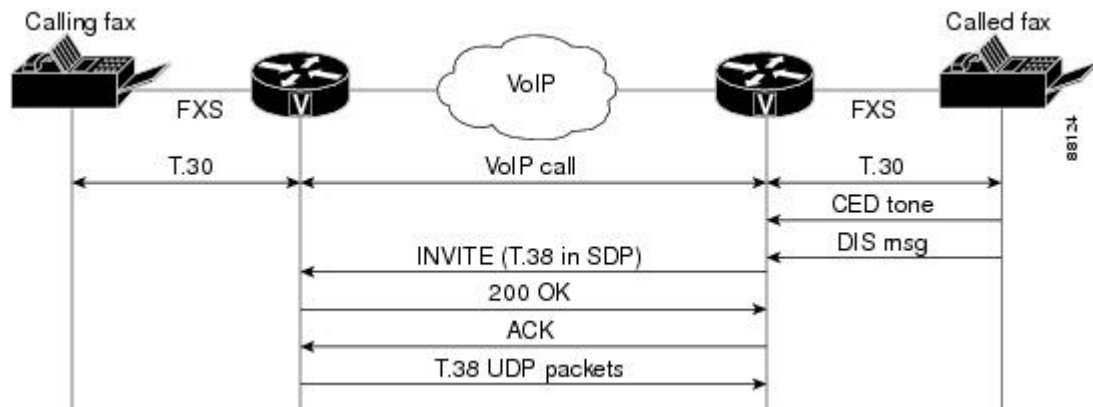 Calling fax
Called fax
VoIP
FXS
V
V
FXS
88124
T.30
VoIP call
T.30
CED tone
DIS msg
INVITE (T.38 in SDP)
200 OK
ACK
T.38 UDP packets